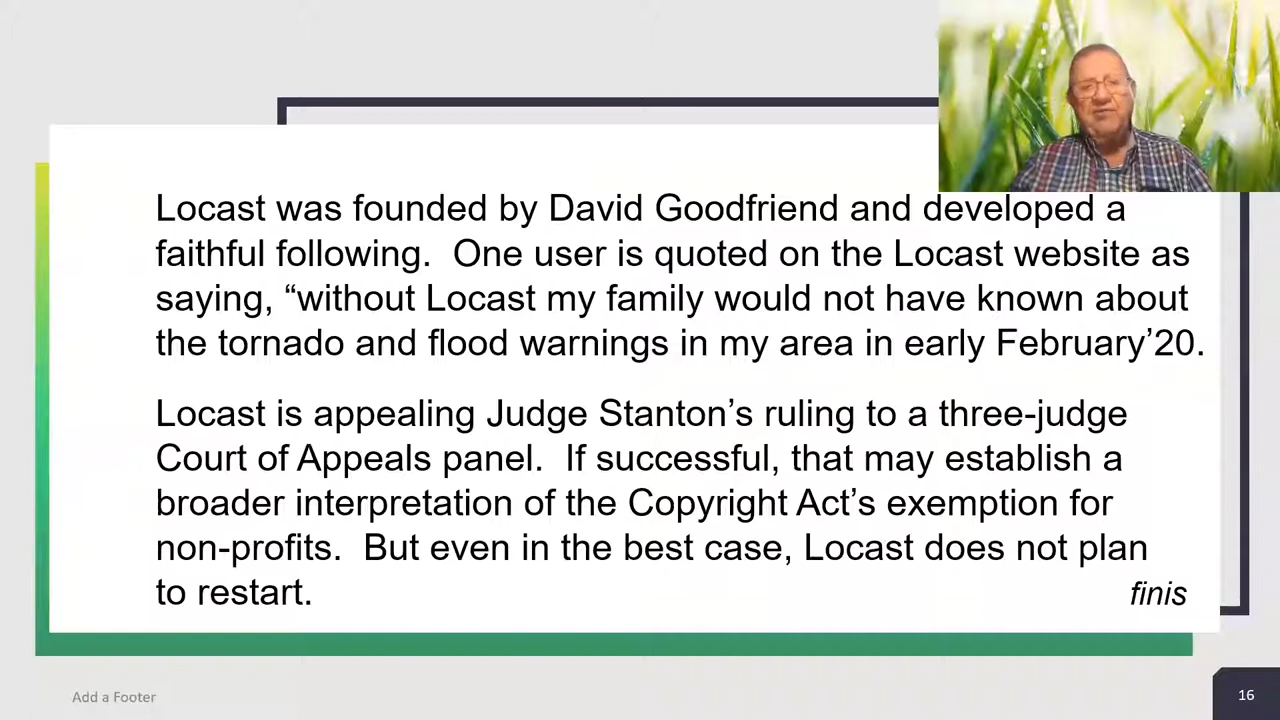 Locast was founded by David Goodfriend and developed a
faithful following.  One user is quoted on the Locast website as
saying, “without Locast my family would not have known about
the tornado and flood warnings in my area in early February’20.
Locast is appealing Judge Stanton’s ruling to a three-judge
Court of Appeals panel.  If successful, that may establish a
broader interpretation of the Copyright Act’s exemption for
non-profits.  But even in the best case, Locast does not plan
to restart. finis
Add a Footer
16